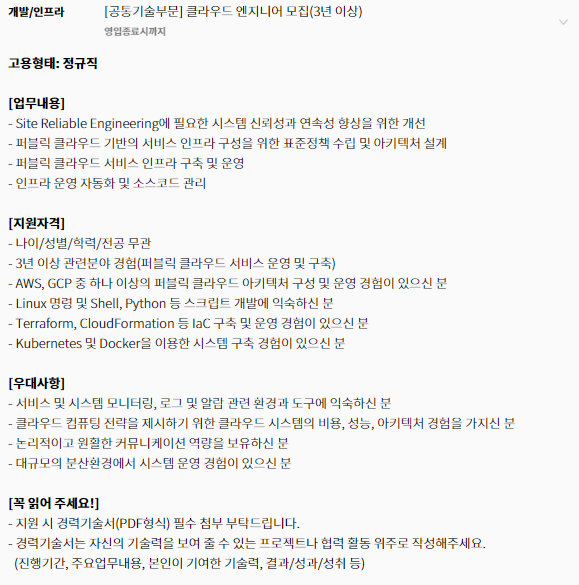 개발/인프라 [공통기술부문] 클라우드 엔지니어 모집(3년 이상)
영업종료시까지
고용형태: 정규직
[업무내용]
- Site Reliable Engineering에 필요한 시스템 신뢰성과 연속성 향상을 위한 개선
- 퍼블릭 클라우드 기반의 서비스 인프라 구성을 위한 표준정책 수립 및 아키텍처 설계
- 퍼블릭 클라우드 서비스 인프라 구축 및 운영
- 인프라 운영 자동화 및 소스코드 관리
[지원자격]
- 나이/성별/학력/전공 무관
- 3년 이상 관련분야 경험(퍼블릭 클라우드 서비스 운영 및 구축)
- AWS, GCP 중 하나 이상의 퍼블릭 클라우드 아키텍처 구성 및 운영 경험이 있으신 분
- Linux 명령 및 Shell, Python 등 스크립트 개발에 익숙하신 분
- Terraform, CloudFormation 등 IaC 구축 및 운영 경험이 있으신 분
- Kubernetes 및 Docker을 이용한 시스템 구축 경험이 있으신 분
[우대사항]
- 서비스 및 시스템 모니터링, 로그 및 알람 관련 환경과 도구에 익숙하신 분
- 클라우드 컴퓨팅 전략을 제시하기 위한 클라우드 시스템의 비용, 성능, 아키텍처 경험을 가지신 분
- 논리적이고 원활한 커뮤니케이션 역량을 보유하신 분
- 대규모의 분산환경에서 시스템 운영 경험이 있으신 분
[꼭 읽어 주세요!]
- 지원 시 경력기술서(PDF형식) 필수 첨부 부탁드립니다.
- 경력기술서는 자신의 기술력을 보여 줄 수 있는 프로젝트나 협력 활동 위주로 작성해주세요.
(진행기간, 주요업무내용, 본인이 기여한 기술력, 결과/성과/성취 등)